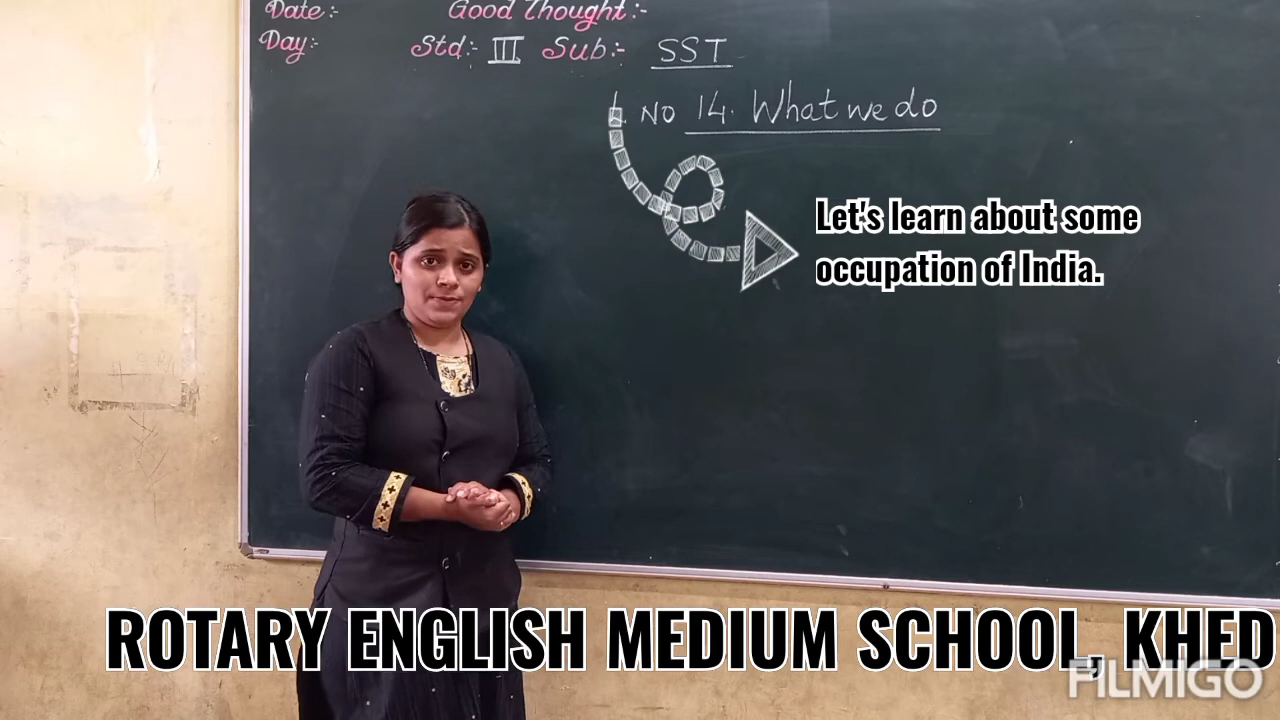 Date:- Good Thought:-
Day:- Std:- III Sub:- SST
L. NO 14. What we do
Let's learn about some
occupation of India.
ROTARY ENGLISH MEDIUM SCHOOL, KHED
FILMIGO